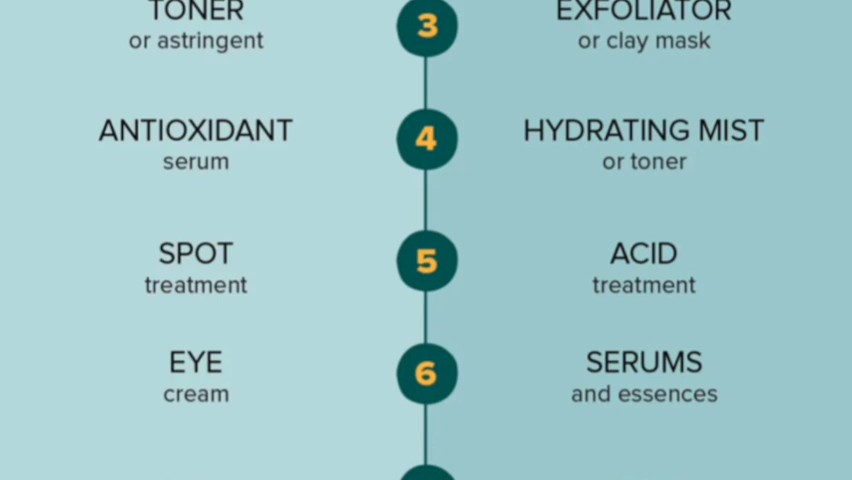 TONER
or astringent
3
EXFOLIATOR
or clay mask
ANTIOXIDANT
serum
4
HYDRATING MIST
or toner
SPOT
treatment
5
ACID
treatment
EYE
cream
6
SERUMS
and essences